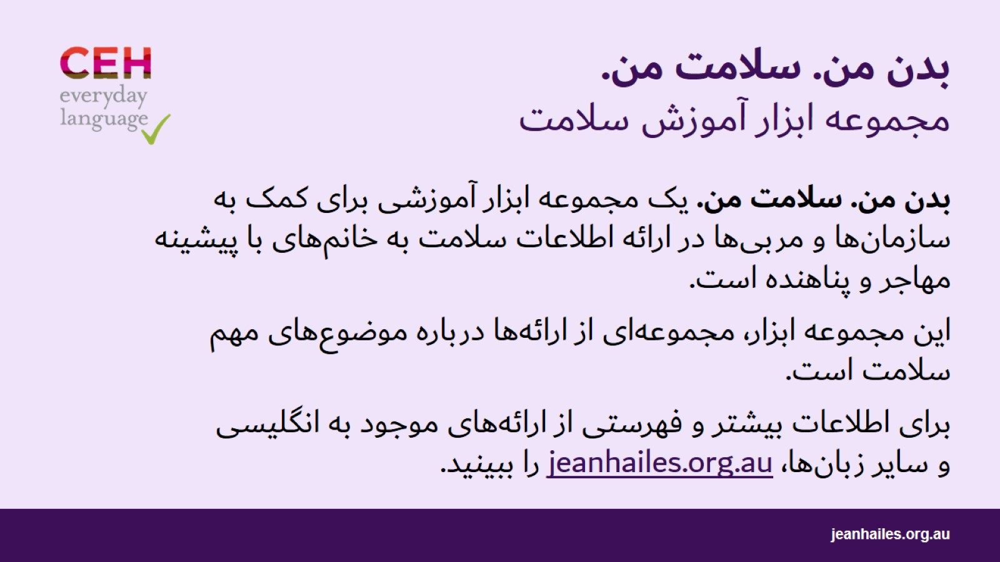 CEH
everyday
language
بدن من. سلامت من.
مجموعه ابزار آموزش سلامت
بدن من. سلامت من. یک مجموعه ابزار آموزشی برای کمک به
سازمان‌ها و مربی‌ها در ارائه اطلاعات سلامت به خانم‌های با پیشینه
مهاجر و پناهنده است.
این مجموعه ابزار، مجموعه‌ای از ارائه‌ها درباره موضوع‌های مهم
سلامت است.
برای اطلاعات بیشتر و فهرستی از ارائه‌های موجود به انگلیسی
و سایر زبان‌ها، jeanhailes.org.au را ببینید.
jeanhailes.org.au